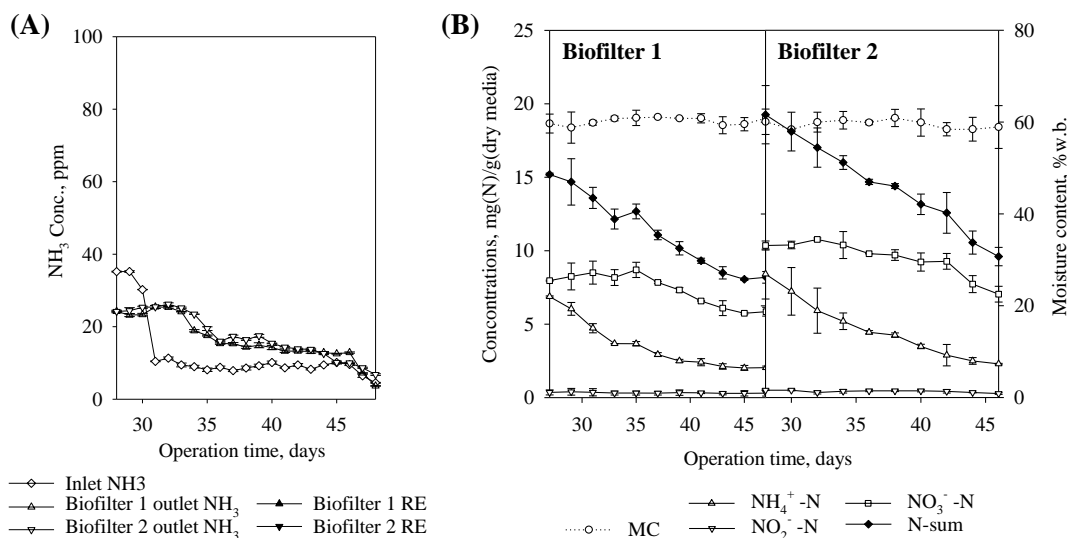 (A)
100
80
60
40
20
0
NH₃ Conc., ppm
30 35 40 45
Operation time, days
Inlet NH3
Biofilter 1 outlet NH₃
Biofilter 2 outlet NH₃
Biofilter 1 RE
Biofilter 2 RE
(B)
Biofilter 1
Biofilter 2
25
20
15
10
5
0
Concentrations, mg(N)/g(dry media)
80
60
40
20
0
Moisture content, %w.b.
30 35 40 45 30 35 40 45
Operation time, days
MC
NH₄⁺ -N
NO₂⁻ -N
NO₃⁻ -N
N-sum